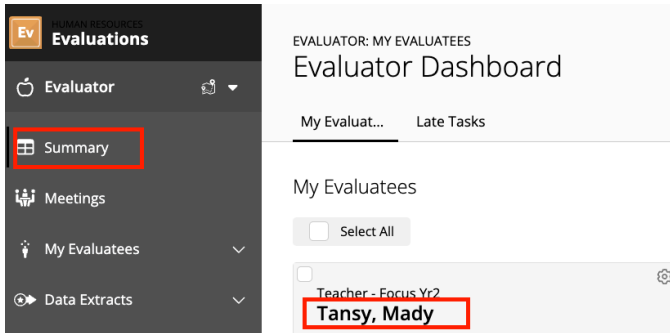 Ev
HUMAN RESOURCES
Evaluations
Evaluator
Summary
Meetings
My Evaluatees
Data Extracts
EVALUATOR: MY EVALUATEES
Evaluator Dashboard
My Evaluat... Late Tasks
My Evaluatees
Select All
Teacher - Focus Yr2
Tansy, Mady